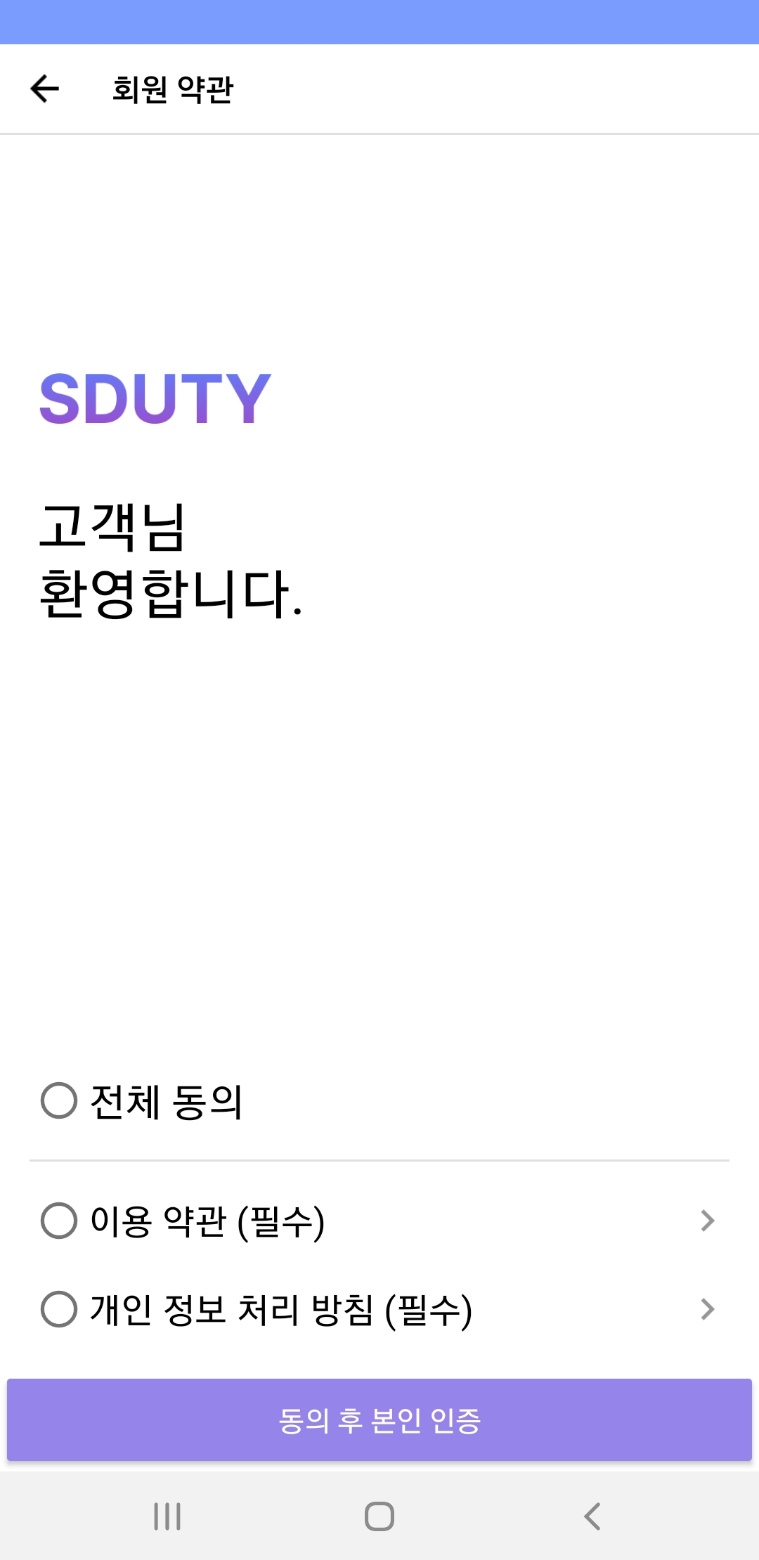 회원 약관
SDUTY
고객님
환영합니다.
전체 동의
이용 약관 (필수)
개인 정보 처리 방침 (필수)
동의 후 본인 인증